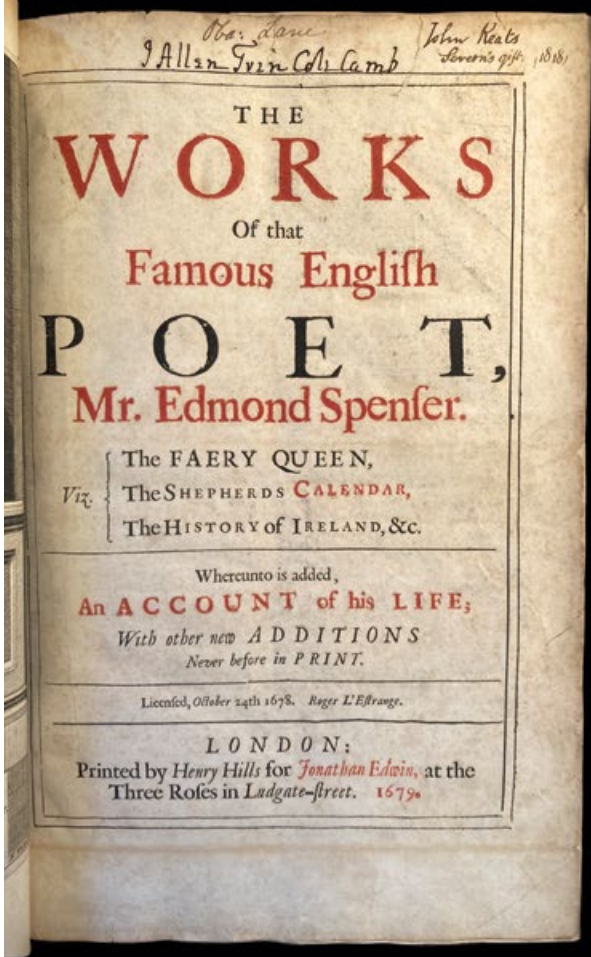 Oba: Lane
John Keats
Severn's gift. 1818
J Allen Trin Coll Camb
THE
WORKS
Of that
Famous Engliſh
POET,
Mr. Edmond Spenſer.
Viz.
The FAERY QUEEN,
The SHEPHERDS CALENDAR,
The HISTORY of IRELAND, &c.
Whereunto is added,
An ACCOUNT of his LIFE;
With other new ADDITIONS
Never before in PRINT.
Licenſed, October 24th 1678. Roger L'Eſtrange.
LONDON:
Printed by Henry Hills for Jonathan Edwin, at the
Three Roſes in Ludgate-ſtreet. 1679.